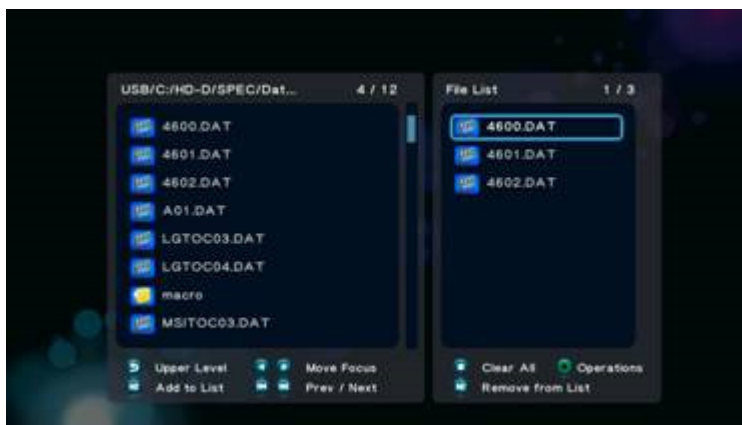 USB/C:/HD-D/SPEC/Dat... 4 / 12
4600.DAT
4601.DAT
4602.DAT
A01.DAT
LGTOC03.DAT
LGTOC04.DAT
macro
MSITOC03.DAT
Upper Level Move Focus
Add to List Prev / Next
File List 1 / 3
4600.DAT
4601.DAT
4602.DAT
Clear All Operations
Remove from List